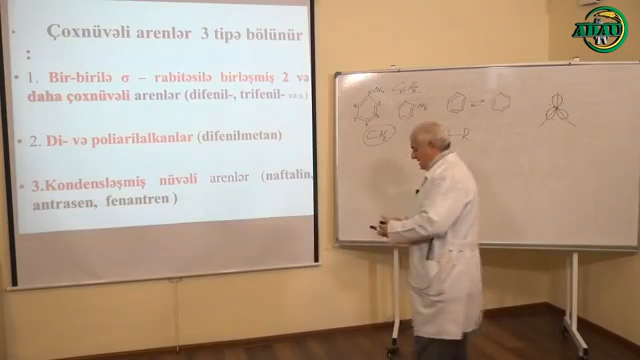 Çoxnüvəli arenlər 3 tipə bölünür
:
1. Bir-birilə σ – rabitəsilə birləşmiş 2 və
daha çoxnüvəli arenlər (difenil-, trifenil- və s.)
2. Di- və poliarilalkanlar (difenilmetan)
3.Kondensləşmiş nüvəli arenlər (naftalin,
antrasen, fenantren )
ADAU
C₆H₆
R